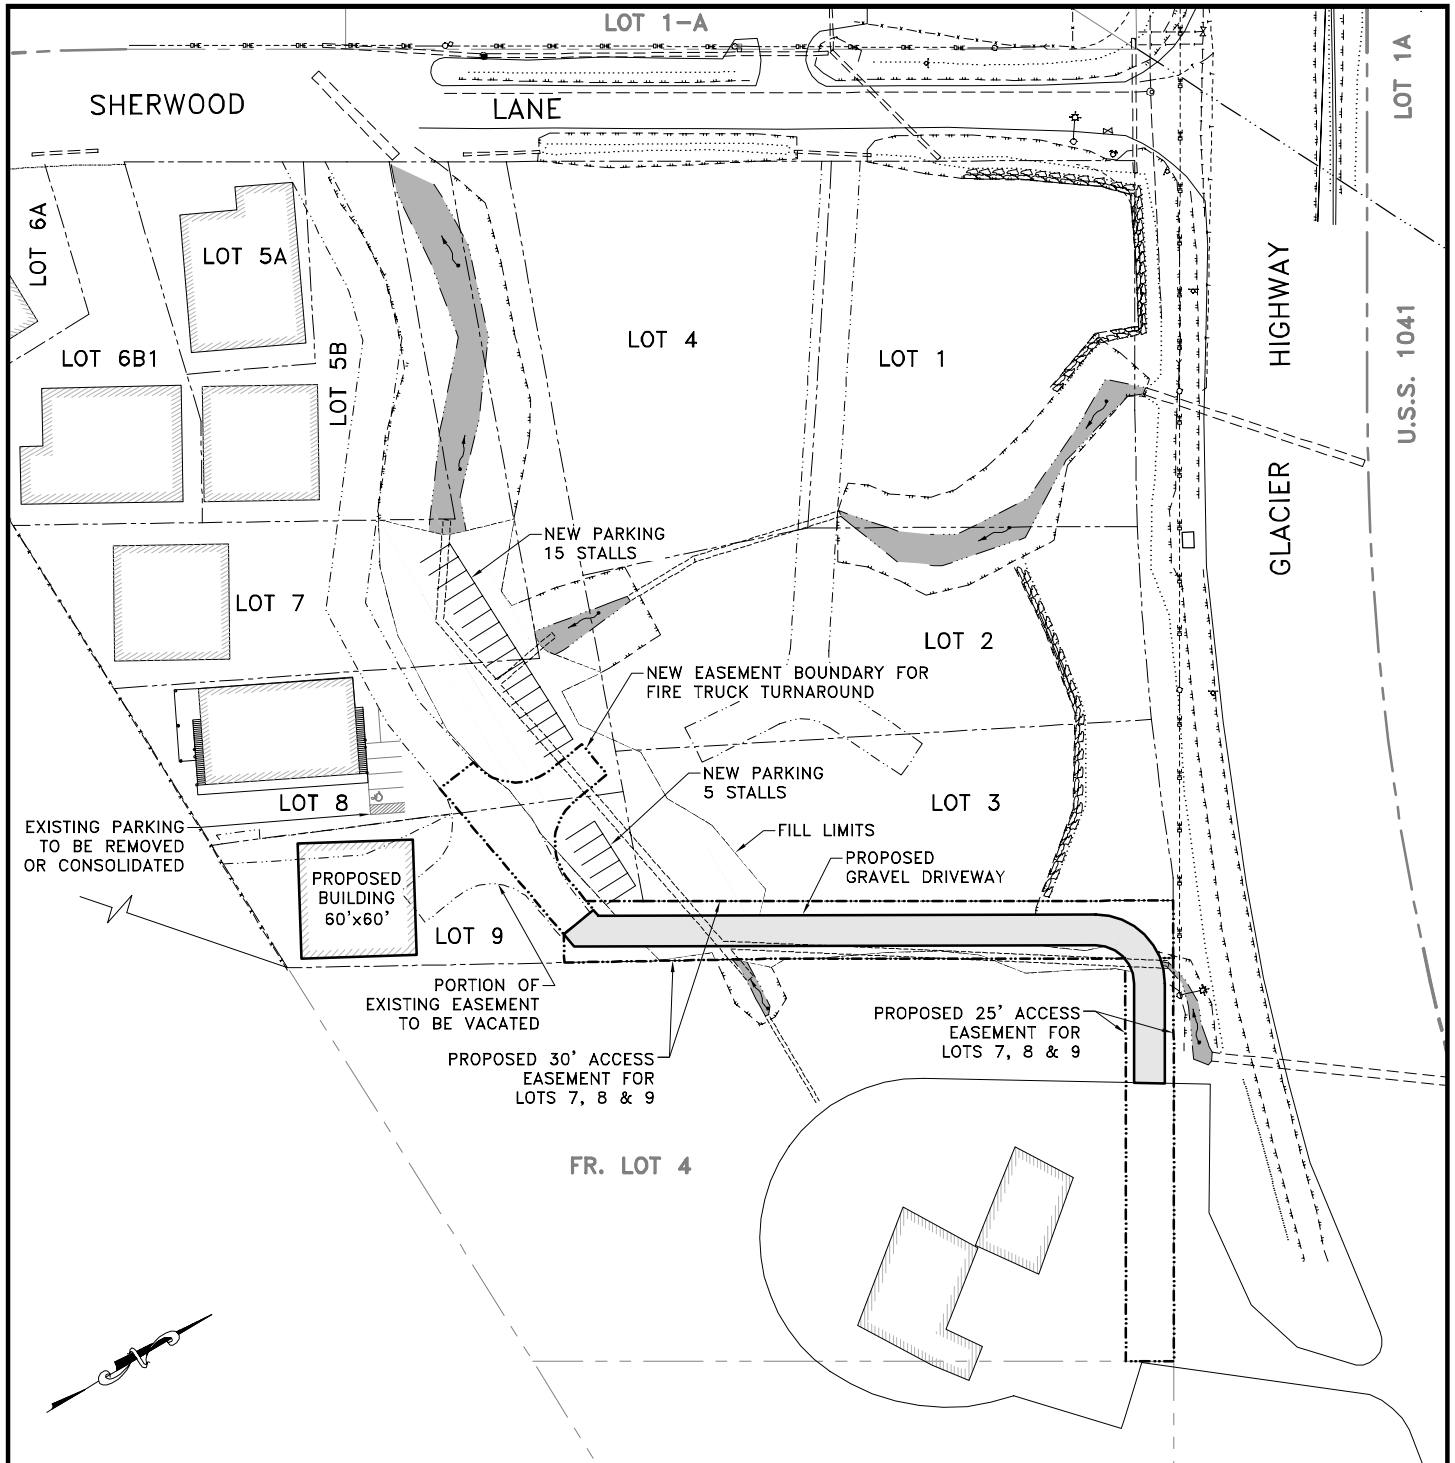 LOT 1-A
LOT 1A
SHERWOOD
LANE
LOT 6A
LOT 5A
HIGHWAY
LOT 6B1
LOT 5B
LOT 4
LOT 1
U.S.S. 1041
GLACIER
NEW PARKING
15 STALLS
LOT 7
LOT 2
NEW EASEMENT BOUNDARY FOR
FIRE TRUCK TURNAROUND
NEW PARKING
5 STALLS
LOT 8
LOT 3
EXISTING PARKING
TO BE REMOVED
OR CONSOLIDATED
FILL LIMITS
PROPOSED
GRAVEL DRIVEWAY
PROPOSED
BUILDING
60'x60'
LOT 9
PORTION OF
EXISTING EASEMENT
TO BE VACATED
PROPOSED 25' ACCESS
EASEMENT FOR
LOTS 7, 8 & 9
PROPOSED 30' ACCESS
EASEMENT FOR
LOTS 7, 8 & 9
FR. LOT 4
N